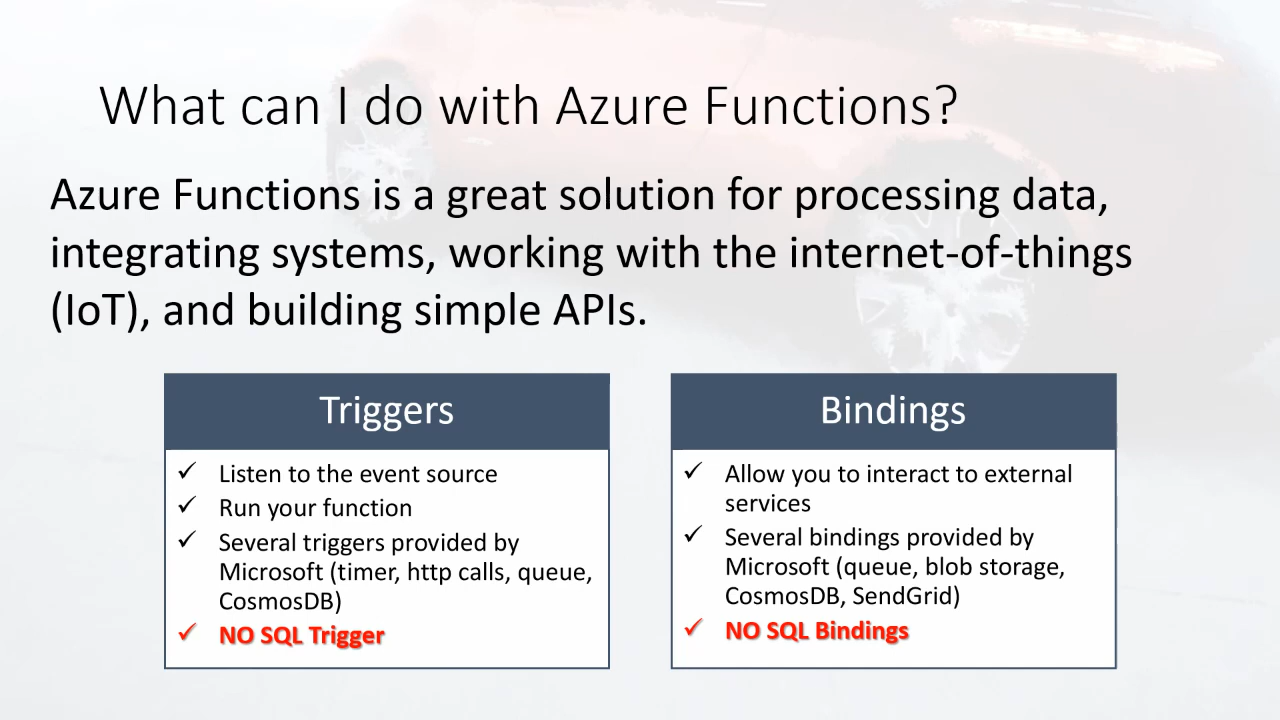 What can I do with Azure Functions?
Azure Functions is a great solution for processing data,
integrating systems, working with the internet-of-things
(IoT), and building simple APIs.
Triggers
✓ Listen to the event source
✓ Run your function
✓ Several triggers provided by
Microsoft (timer, http calls, queue,
CosmosDB)
✓ NO SQL Trigger
Bindings
✓ Allow you to interact to external
services
✓ Several bindings provided by
Microsoft (queue, blob storage,
CosmosDB, SendGrid)
✓ NO SQL Bindings